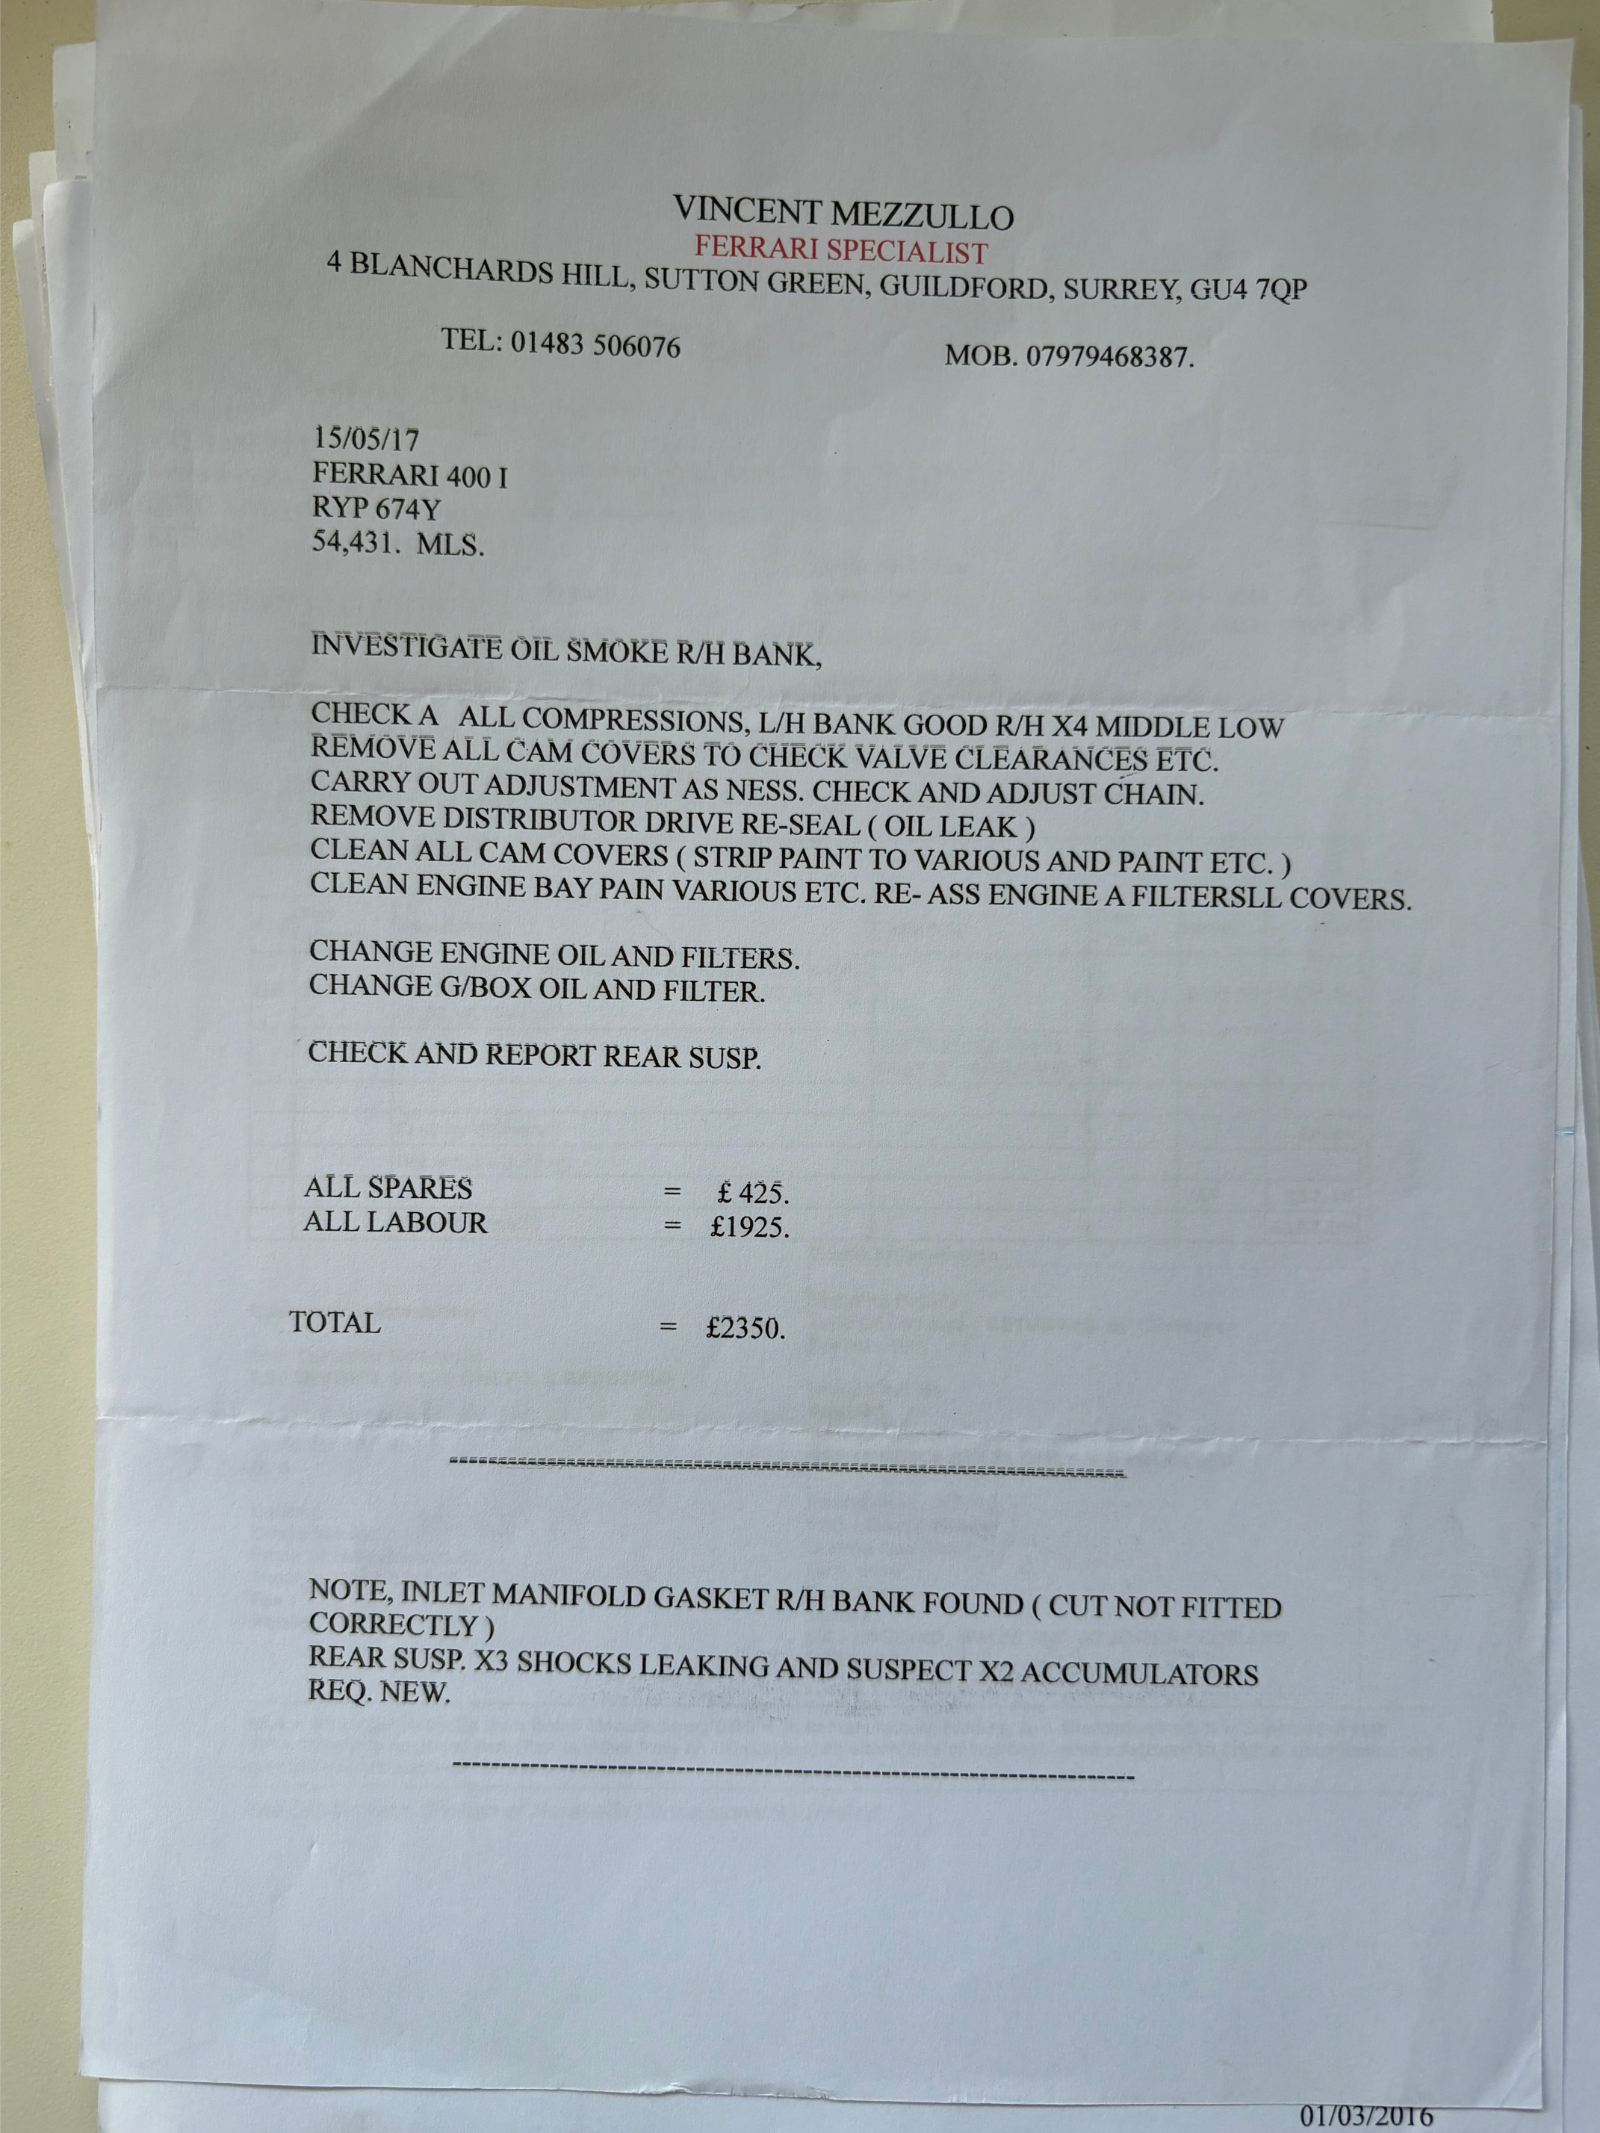 VINCENT MEZZULLO
FERRARI SPECIALIST
4 BLANCHARDS HILL, SUTTON GREEN, GUILDFORD, SURREY, GU4 7QP
TEL: 01483 506076 MOB. 07979468387.
15/05/17
FERRARI 400 I
RYP 674Y
54,431. MLS.
INVESTIGATE OIL SMOKE R/H BANK,
CHECK A ALL COMPRESSIONS, L/H BANK GOOD R/H X4 MIDDLE LOW
REMOVE ALL CAM COVERS TO CHECK VALVE CLEARANCES ETC.
CARRY OUT ADJUSTMENT AS NESS. CHECK AND ADJUST CHAIN.
REMOVE DISTRIBUTOR DRIVE RE-SEAL ( OIL LEAK )
CLEAN ALL CAM COVERS ( STRIP PAINT TO VARIOUS AND PAINT ETC. )
CLEAN ENGINE BAY PAIN VARIOUS ETC. RE- ASS ENGINE A FILTERSLL COVERS.
CHANGE ENGINE OIL AND FILTERS.
CHANGE G/BOX OIL AND FILTER.
CHECK AND REPORT REAR SUSP.
ALL SPARES = £ 425.
ALL LABOUR = £1925.
TOTAL = £2350.
NOTE, INLET MANIFOLD GASKET R/H BANK FOUND ( CUT NOT FITTED
CORRECTLY )
REAR SUSP. X3 SHOCKS LEAKING AND SUSPECT X2 ACCUMULATORS
REQ. NEW.
01/03/2016